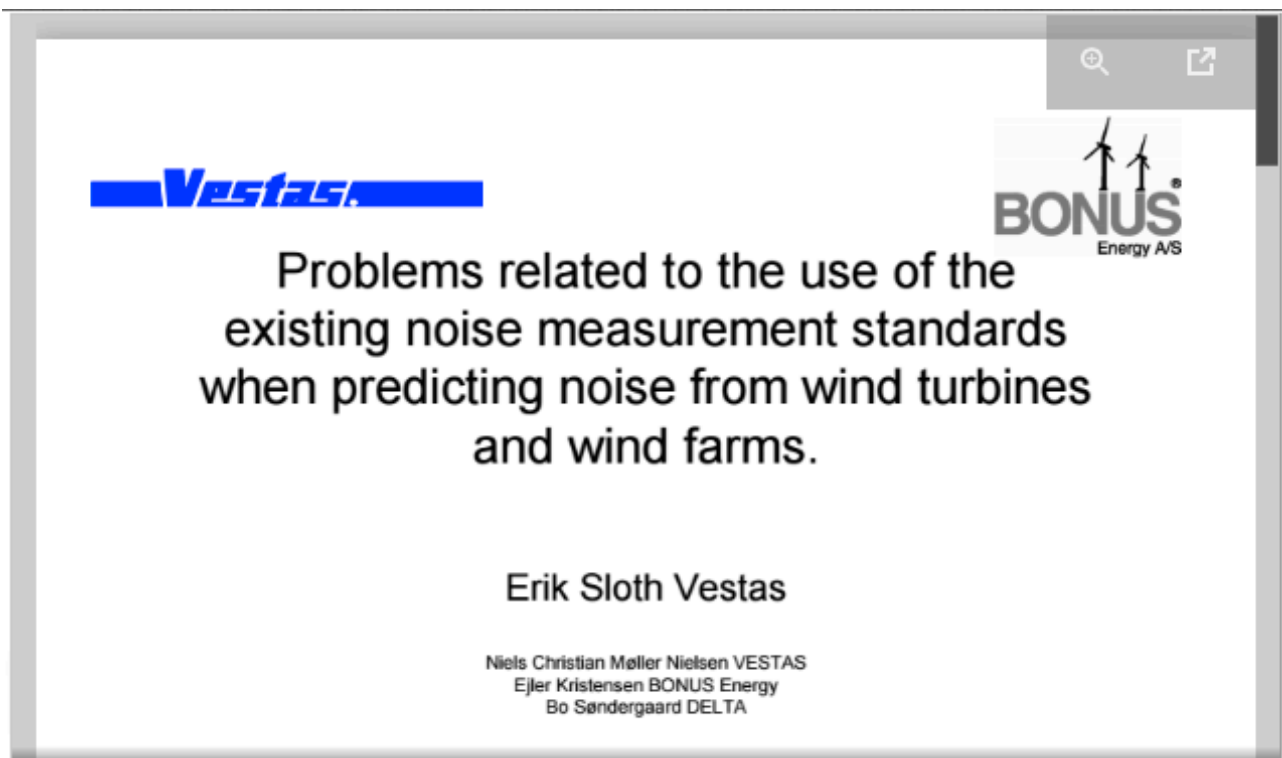 Vestas.
BONUS®
Energy A/S
Problems related to the use of the
existing noise measurement standards
when predicting noise from wind turbines
and wind farms.
Erik Sloth Vestas
Niels Christian Møller Nielsen VESTAS
Ejler Kristensen BONUS Energy
Bo Søndergaard DELTA